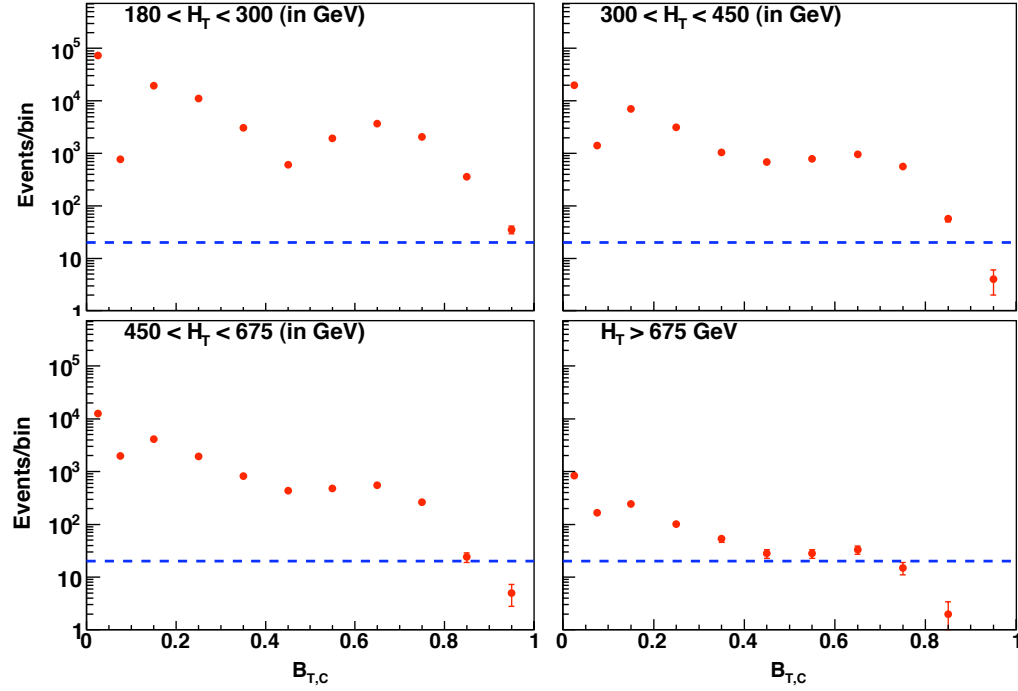 180 < H_T < 300 (in GeV)
300 < H_T < 450 (in GeV)
Events/bin
10^5
10^4
10^3
10^2
10
1
450 < H_T < 675 (in GeV)
H_T > 675 GeV
Events/bin
10^5
10^4
10^3
10^2
10
1
0 0.2 0.4 0.6 0.8 1
0 0.2 0.4 0.6 0.8 1
B_T,C
B_T,C